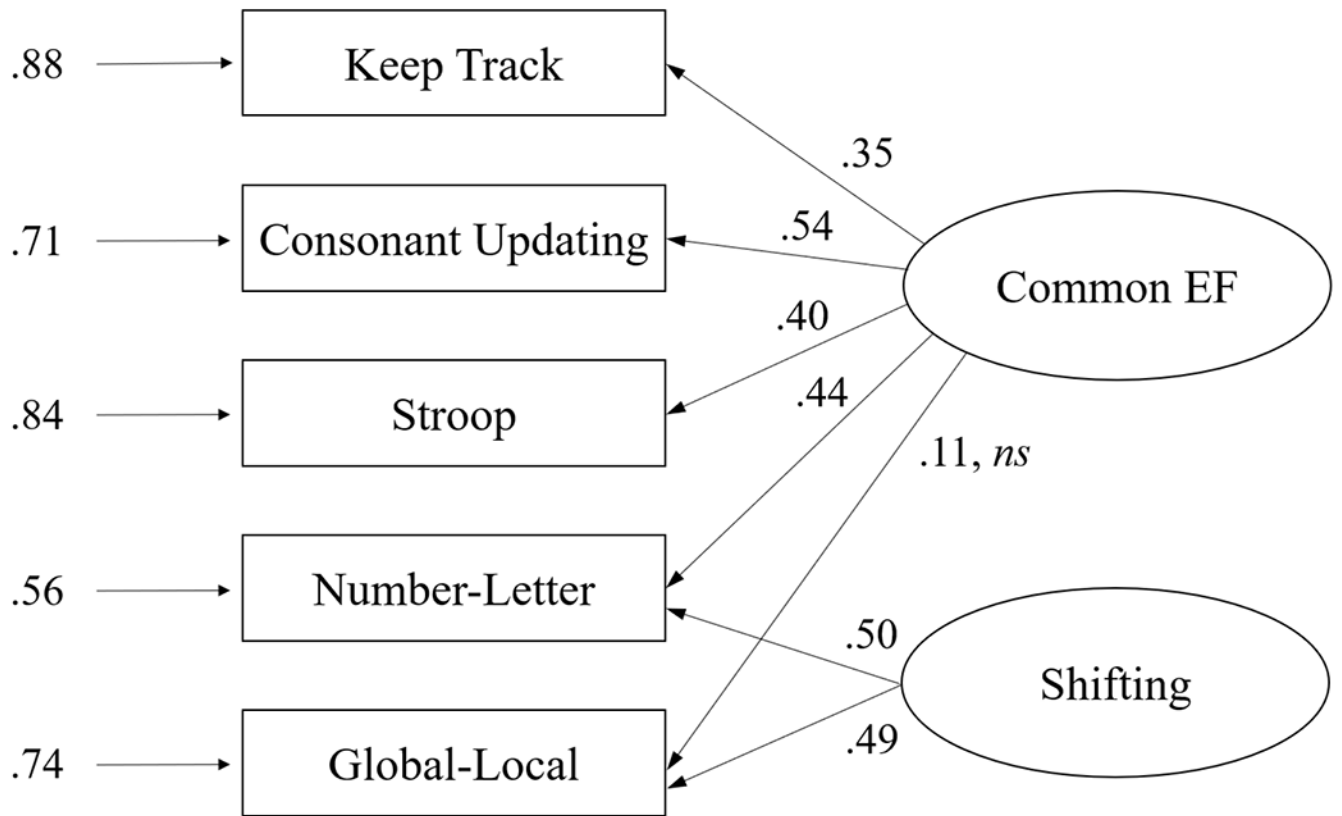 .88
Keep Track
.35
.71
Consonant Updating
.54
Common EF
.40
.84
Stroop
.44
.11, ns
.56
Number-Letter
.50
Shifting
.49
.74
Global-Local